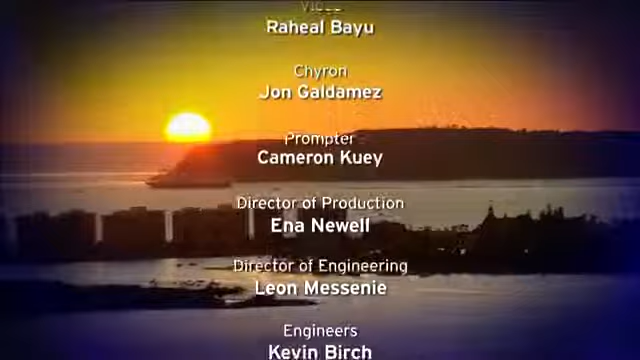 Video
Raheal Bayu
Chyron
Jon Galdamez
Prompter
Cameron Kuey
Director of Production
Ena Newell
Director of Engineering
Leon Messenie
Engineers
Kevin Birch